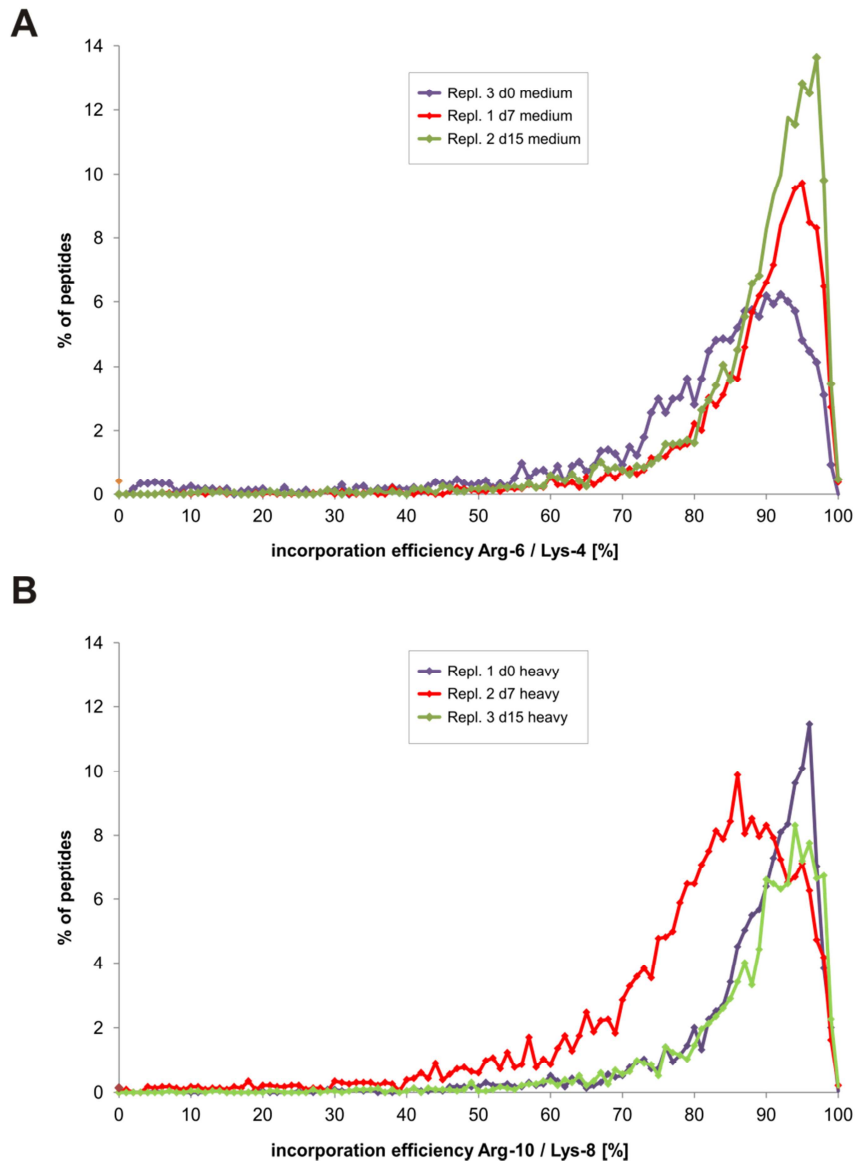 A
14
12
10
8
6
4
2
0
% of peptides
Repl. 3 d0 medium
Repl. 1 d7 medium
Repl. 2 d15 medium
0 10 20 30 40 50 60 70 80 90 100
incorporation efficiency Arg-6 / Lys-4 [%]
B
14
12
10
8
6
4
2
0
% of peptides
Repl. 1 d0 heavy
Repl. 2 d7 heavy
Repl. 3 d15 heavy
0 10 20 30 40 50 60 70 80 90 100
incorporation efficiency Arg-10 / Lys-8 [%]